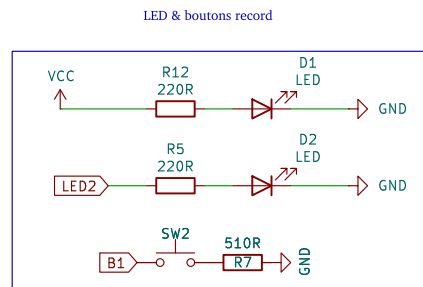 LED & boutons record
VCC
R12
220R
D1
LED
GND
LED2
R5
220R
D2
LED
GND
B1
SW2
510R
R7
GND